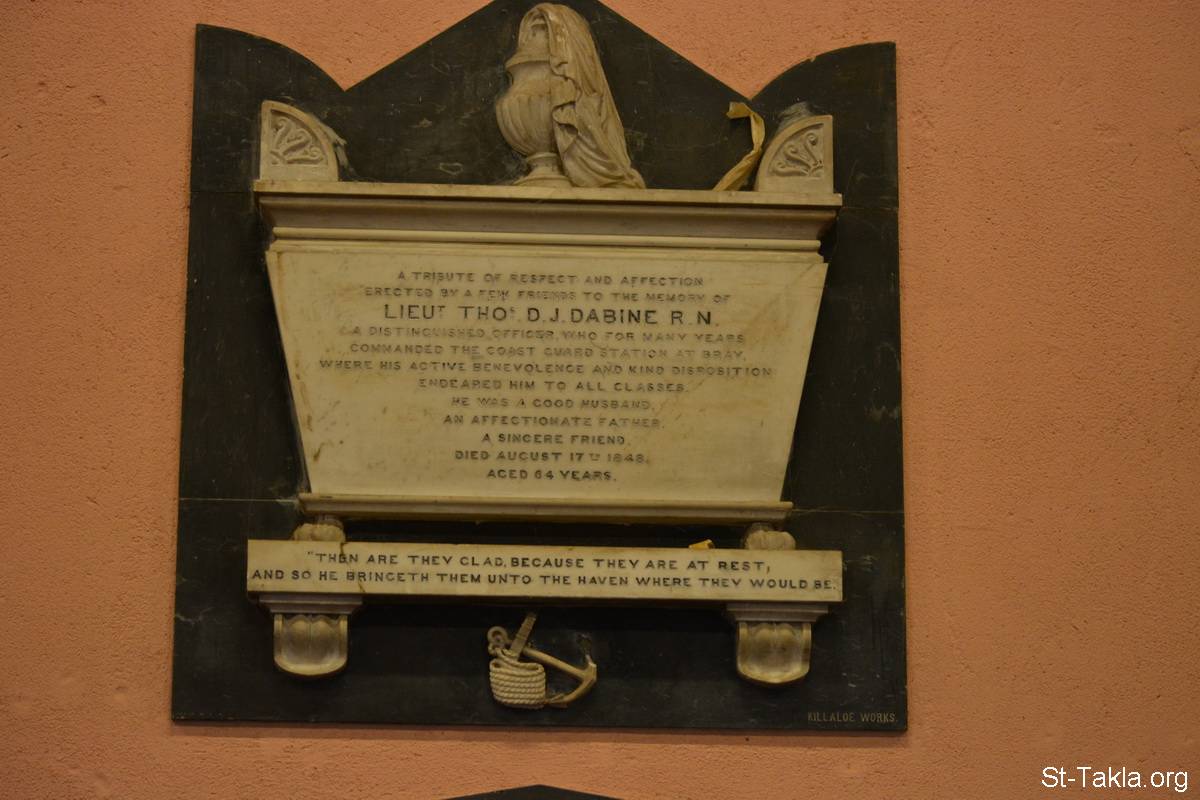 A TRIBUTE OF RESPECT AND AFFECTION
ERECTED BY A FEW FRIENDS TO THE MEMORY OF
LIEUT THOS D.J. DABINE R.N.
A DISTINGUISHED OFFICER, WHO FOR MANY YEARS
COMMANDED THE COAST GUARD STATION AT BRAY,
WHERE HIS ACTIVE BENEVOLENCE AND KIND DISPOSITION
ENDEARED HIM TO ALL CLASSES.
HE WAS A GOOD HUSBAND,
AN AFFECTIONATE FATHER,
A SINCERE FRIEND.
DIED AUGUST 17TH 1848,
AGED 64 YEARS.
"THEN ARE THEY GLAD, BECAUSE THEY ARE AT REST;
AND SO HE BRINGETH THEM UNTO THE HAVEN WHERE THEY WOULD BE.
KILLALOE WORKS.
St-Takla.org